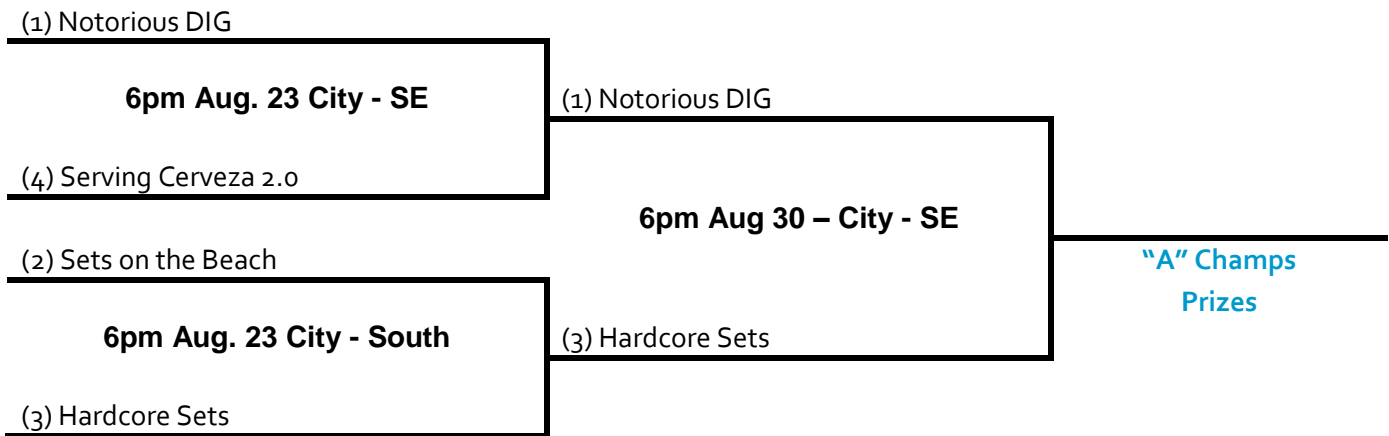 (1) Notorious DIG
6pm Aug. 23 City - SE
(1) Notorious DIG
(4) Serving Cerveza 2.0
6pm Aug 30 – City - SE
(2) Sets on the Beach
“A” Champs
Prizes
6pm Aug. 23 City - South
(3) Hardcore Sets
(3) Hardcore Sets